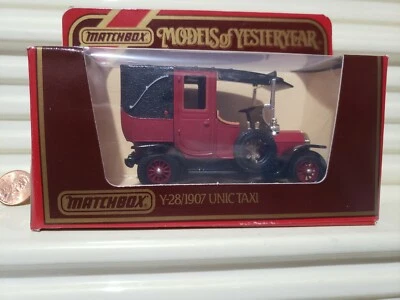 MATCHBOX MODELS of YESTERYEAR
MATCHBOX Y-28/1907 UNIC TAXI